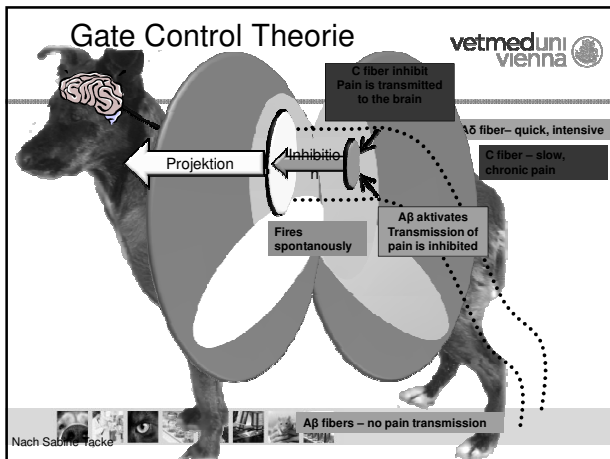 Gate Control Theorie
vetmeduni
vienna
C fiber inhibit
Pain is transmitted
to the brain
Aδ fiber– quick, intensive
C fiber – slow,
chronic pain
Projektion
Inhibitio
n
Fires
spontanously
Aβ aktivates
Transmission of
pain is inhibited
Aβ fibers – no pain transmission
Nach Sabine Tacke